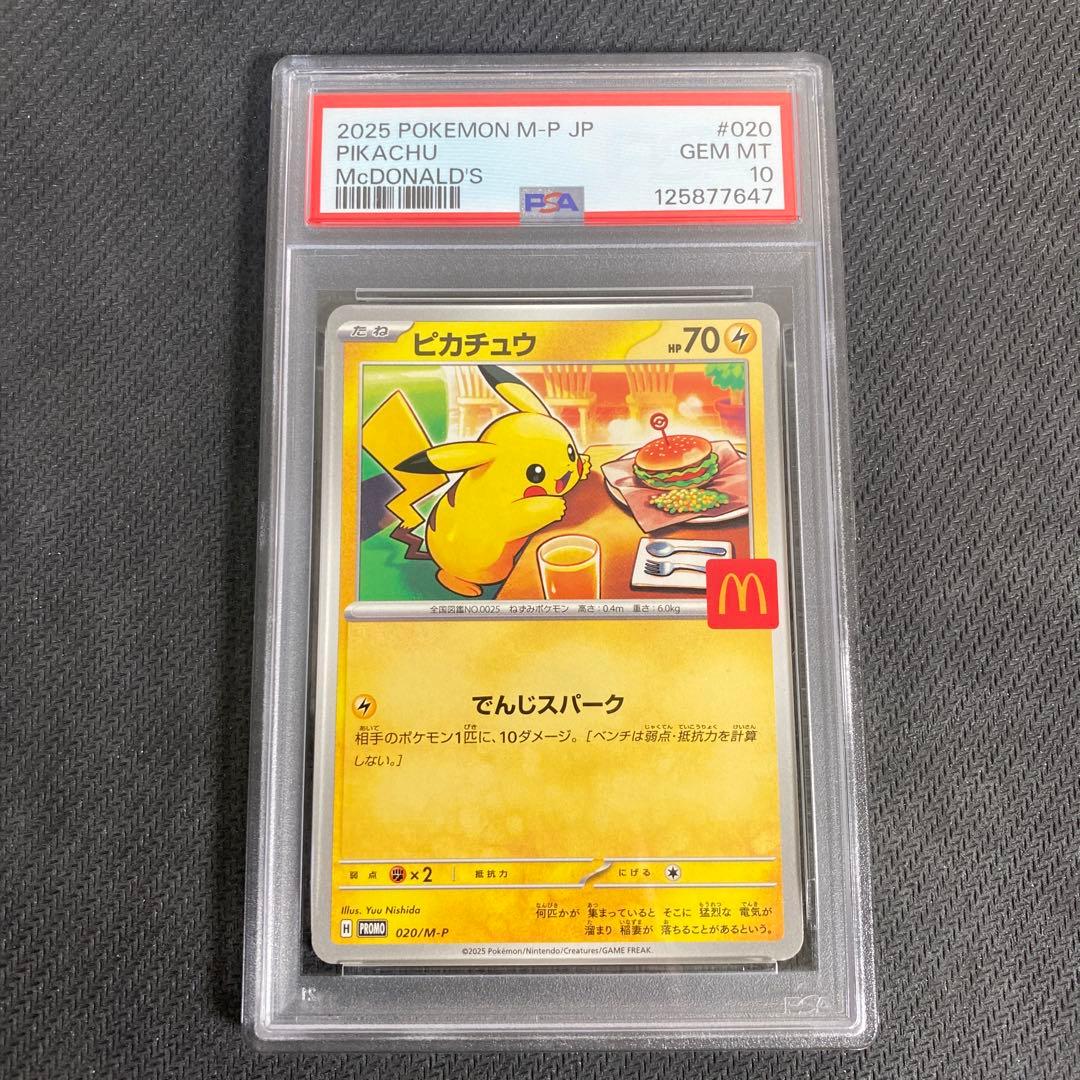 2025 POKEMON M-P JP #020
PIKACHU GEM MT
McDONALD'S 10
PSA 125877647
たね ピカチュウ HP70
全国図鑑NO.0025 ねずみポケモン 高さ:0.4m 重さ:6.0kg
でんじスパーク
相手のポケモン1匹に、10ダメージ。[ベンチは弱点・抵抗力を計算
しない。]
弱点 ×2 抵抗力 にげる
Illus. Yuu Nishida
H PROMO 020/M-P
何匹かが 集まっていると そこに 猛烈な 電気が
溜まり 稲妻が 落ちることがあるという。
©2025 Pokémon/Nintendo/Creatures/GAME FREAK.